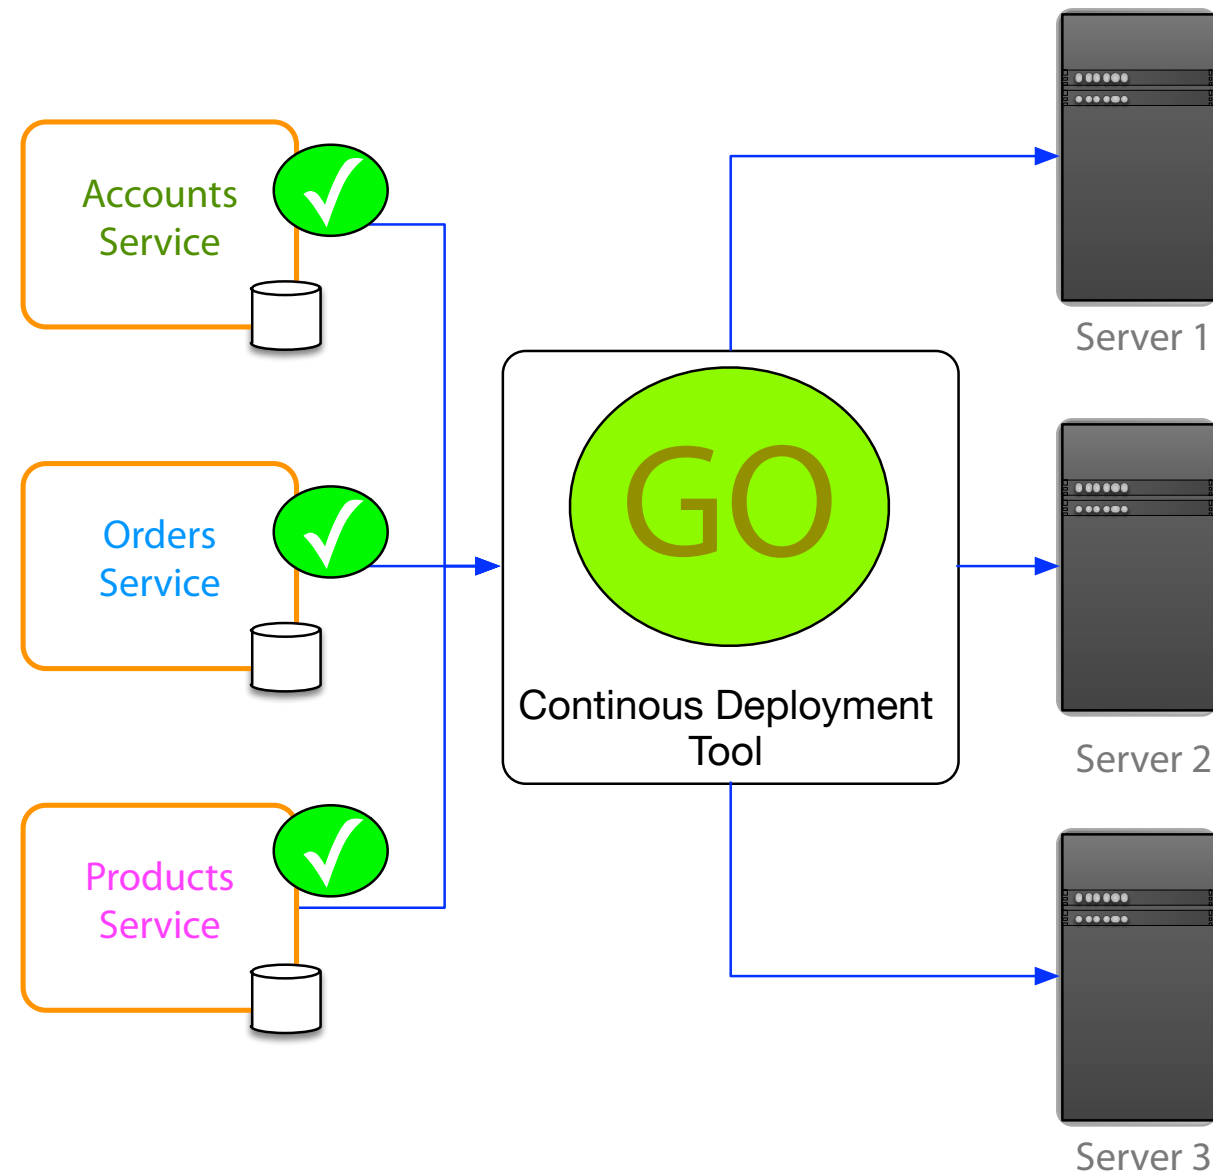 Accounts
Service
Orders
Service
Products
Service
GO
Continous Deployment
Tool
Server 1
Server 2
Server 3